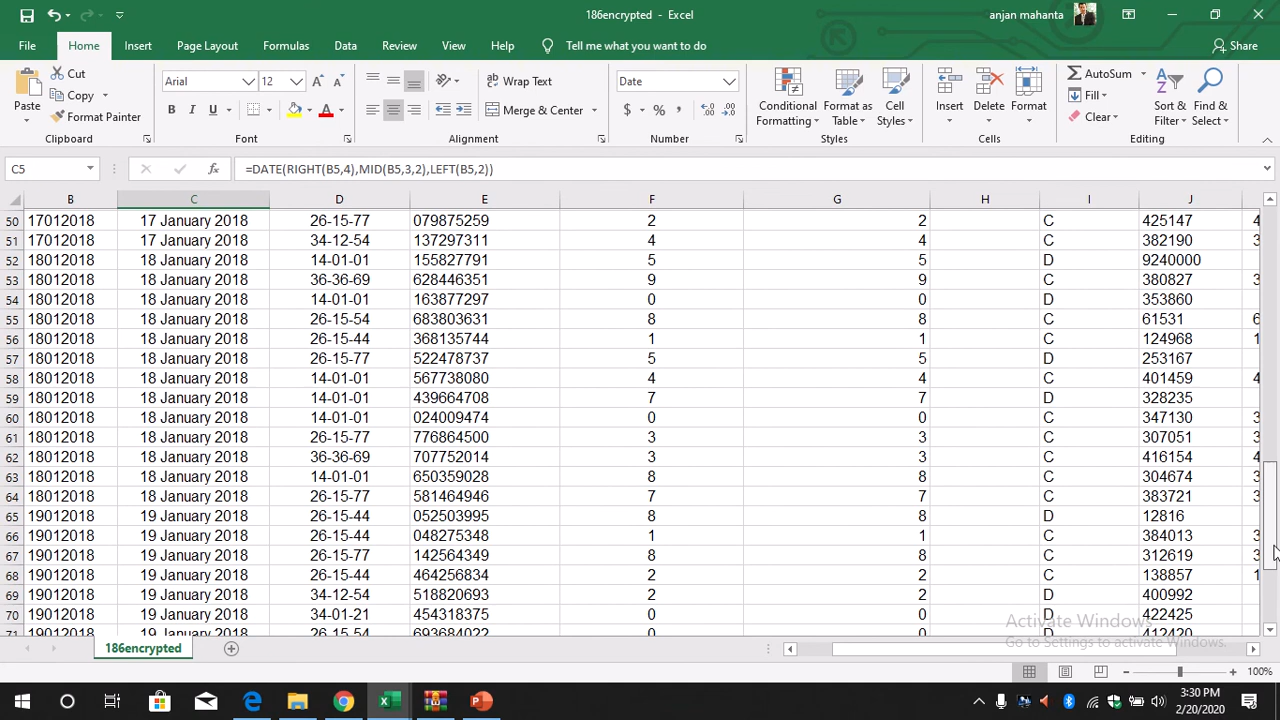 186encrypted - Excel
anjan mahanta
File Home Insert Page Layout Formulas Data Review View Help Tell me what you want to do Share
Paste Cut Copy Format Painter Clipboard
Arial 12 B I U Font
Wrap Text Merge & Center Alignment
Date $ % , Number
Conditional Formatting Format as Table Cell Styles Styles
Insert Delete Format Cells
AutoSum Fill Clear Sort & Filter Find & Select Editing
C5 fx =DATE(RIGHT(B5,4),MID(B5,3,2),LEFT(B5,2))
B C D E F G H I J
50 17012018 17 January 2018 26-15-77 079875259 2 2 C 425147 4
51 17012018 17 January 2018 34-12-54 137297311 4 4 C 382190 3
52 18012018 18 January 2018 14-01-01 155827791 5 5 D 9240000
53 18012018 18 January 2018 36-36-69 628446351 9 9 C 380827 3
54 18012018 18 January 2018 14-01-01 163877297 0 0 D 353860
55 18012018 18 January 2018 26-15-54 683803631 8 8 C 61531 6
56 18012018 18 January 2018 26-15-44 368135744 1 1 C 124968 1
57 18012018 18 January 2018 26-15-77 522478737 5 5 D 253167
58 18012018 18 January 2018 14-01-01 567738080 4 4 C 401459 4
59 18012018 18 January 2018 14-01-01 439664708 7 7 D 328235
60 18012018 18 January 2018 14-01-01 024009474 0 0 C 347130 3
61 18012018 18 January 2018 26-15-77 776864500 3 3 C 307051 3
62 18012018 18 January 2018 36-36-69 707752014 3 3 C 416154 4
63 18012018 18 January 2018 14-01-01 650359028 8 8 C 304674 3
64 18012018 18 January 2018 26-15-77 581464946 7 7 C 383721 3
65 19012018 19 January 2018 26-15-44 052503995 8 8 D 12816
66 19012018 19 January 2018 26-15-44 048275348 1 1 C 384013 3
67 19012018 19 January 2018 26-15-77 142564349 8 8 C 312619 3
68 19012018 19 January 2018 26-15-44 464256834 2 2 C 138857 1
69 19012018 19 January 2018 34-12-54 518820693 2 2 D 400992
70 19012018 19 January 2018 34-01-21 454318375 0 0 D 422425
71 19012018 19 January 2018 26-15-54 693684022 0 0 D 412420
Activate Windows
Go to Settings to activate Windows.
186encrypted
100%
3:30 PM
2/20/2020